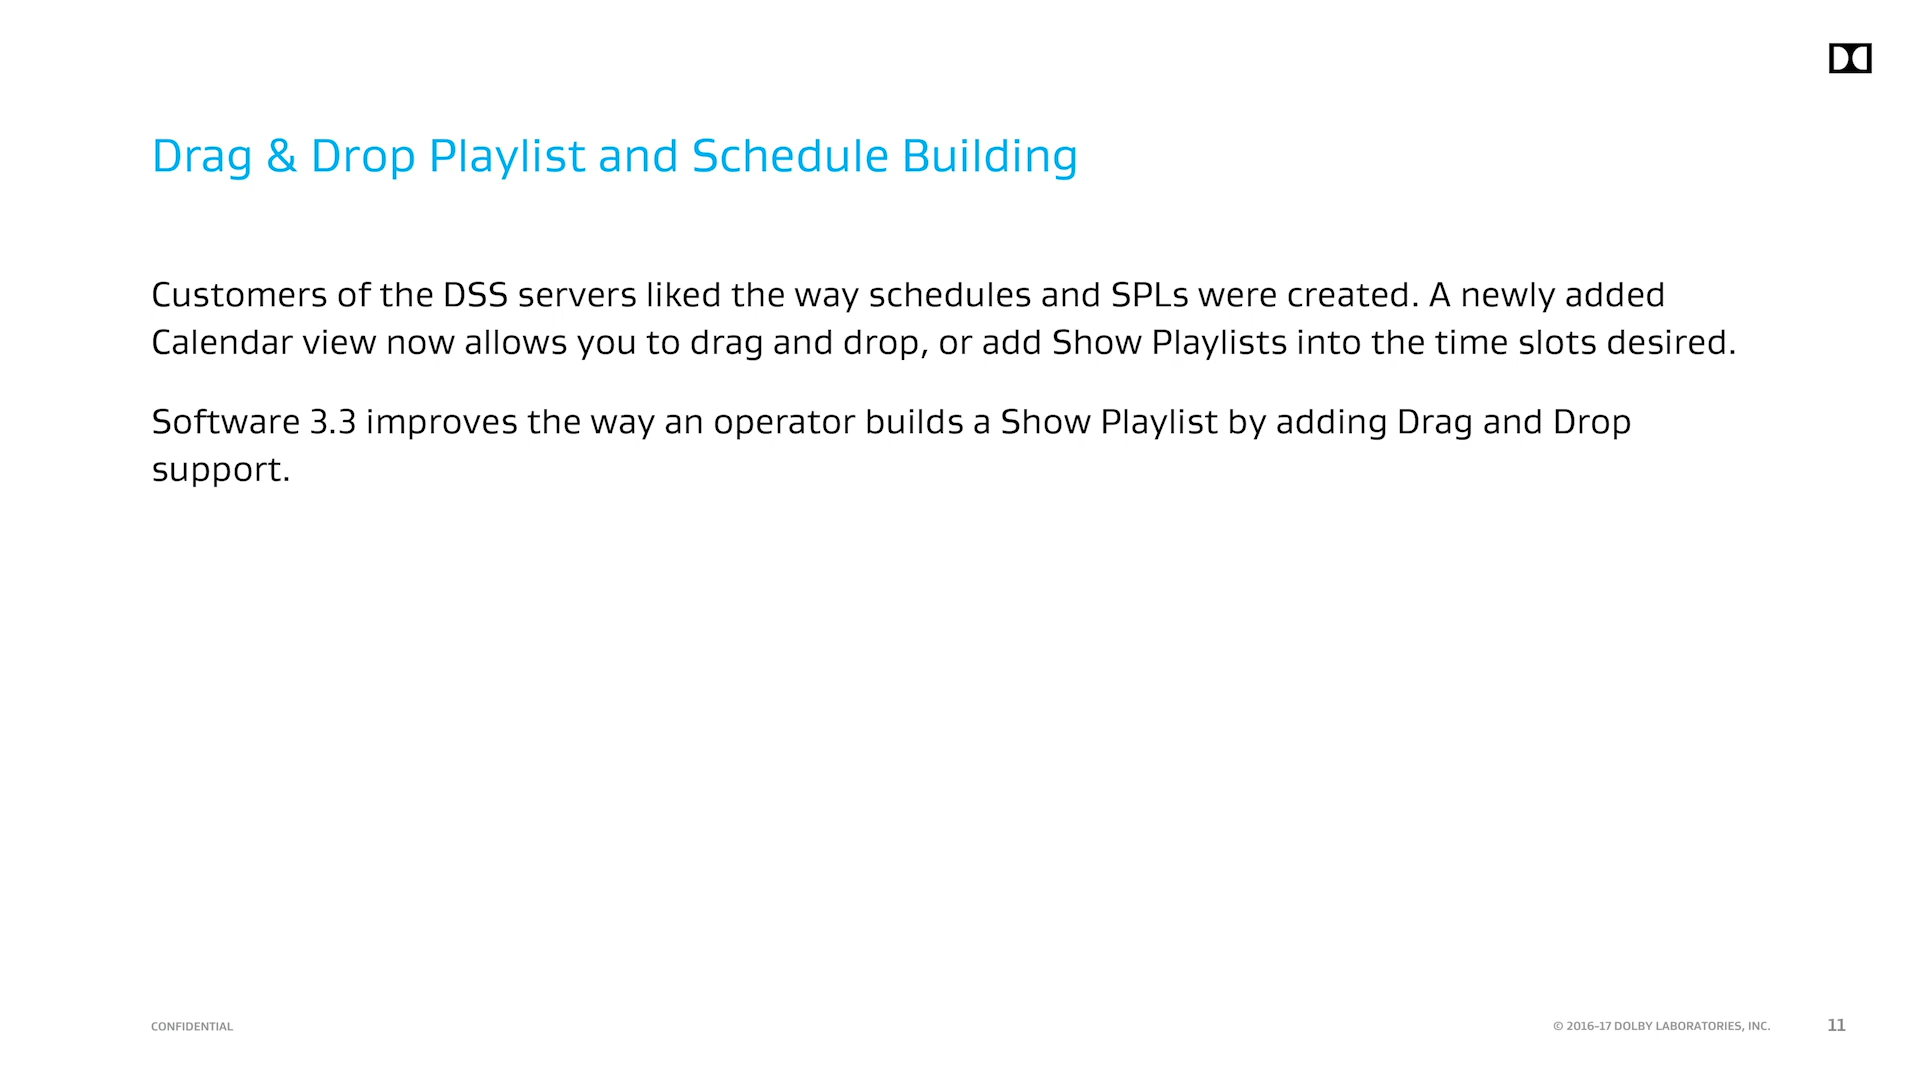 Drag & Drop Playlist and Schedule Building
Customers of the DSS servers liked the way schedules and SPLs were created. A newly added
Calendar view now allows you to drag and drop, or add Show Playlists into the time slots desired.
Software 3.3 improves the way an operator builds a Show Playlist by adding Drag and Drop
support.
CONFIDENTIAL
© 2016-17 DOLBY LABORATORIES, INC.
11